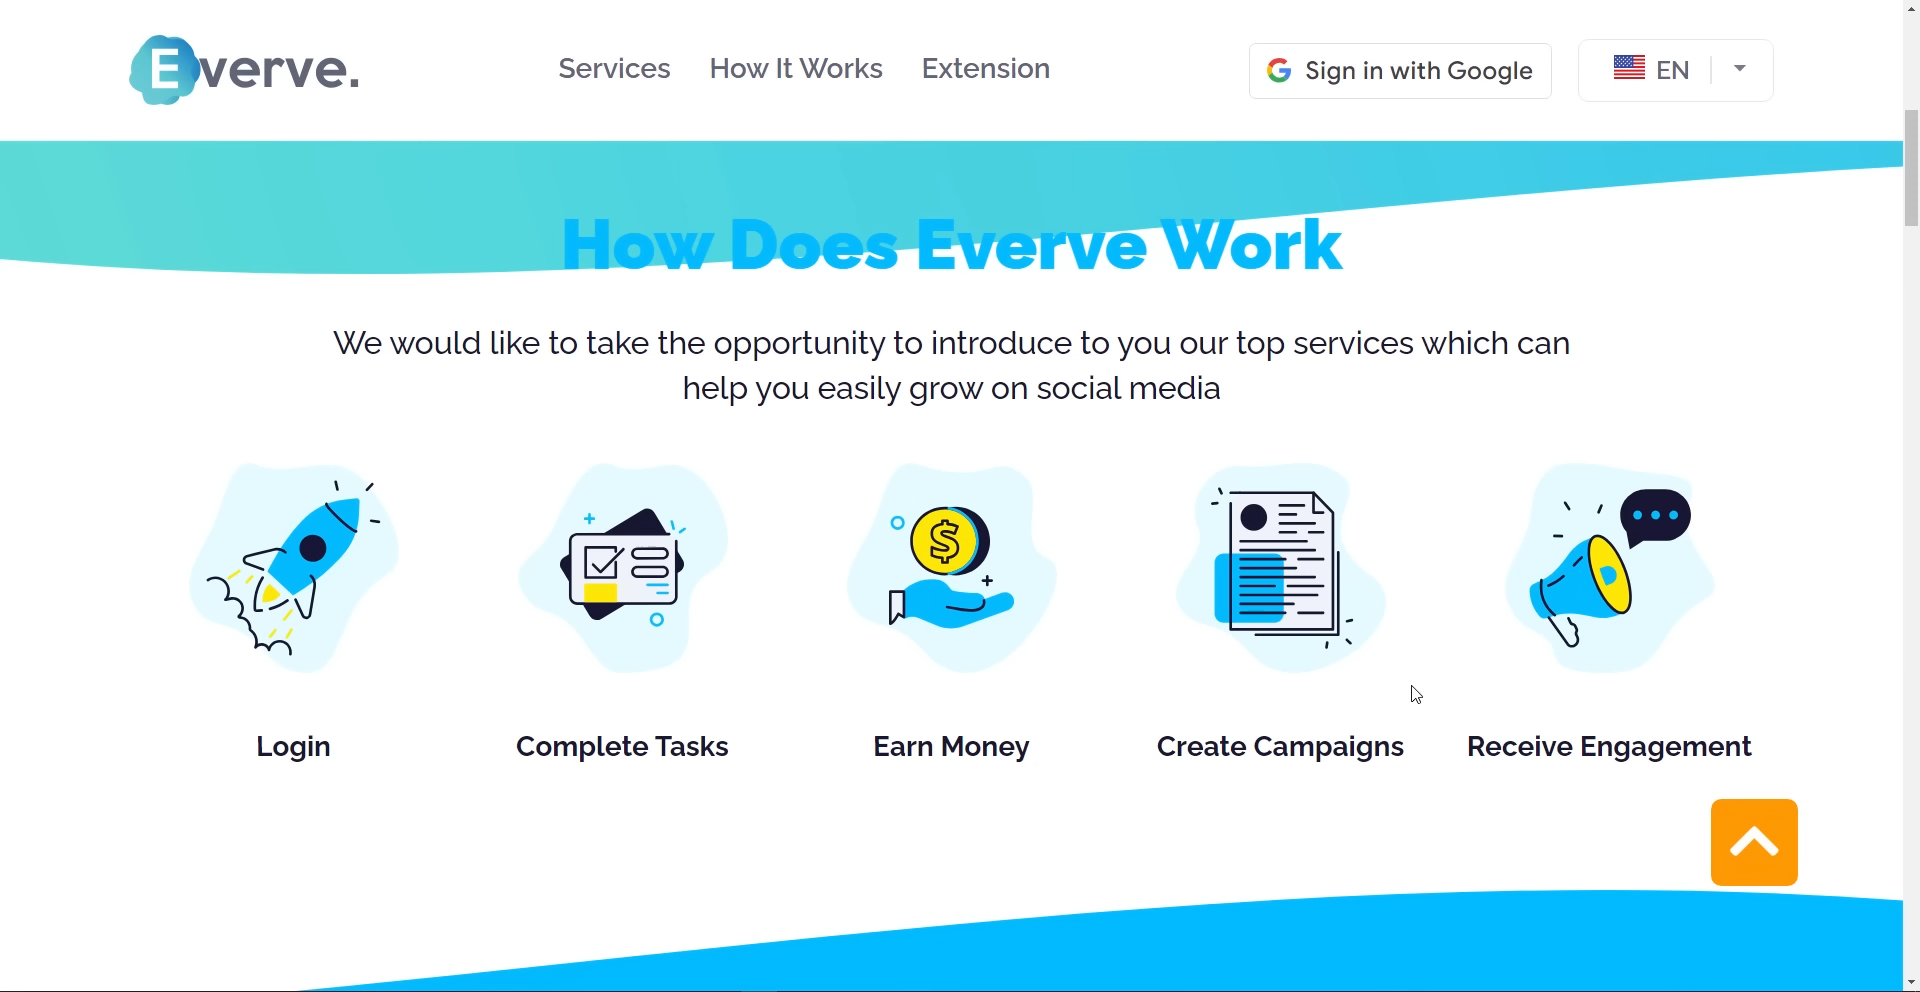 Everve.
Services
How It Works
Extension
Sign in with Google
EN
How Does Everve Work
We would like to take the opportunity to introduce to you our top services which can
help you easily grow on social media
$
Login
Complete Tasks
Earn Money
Create Campaigns
Receive Engagement